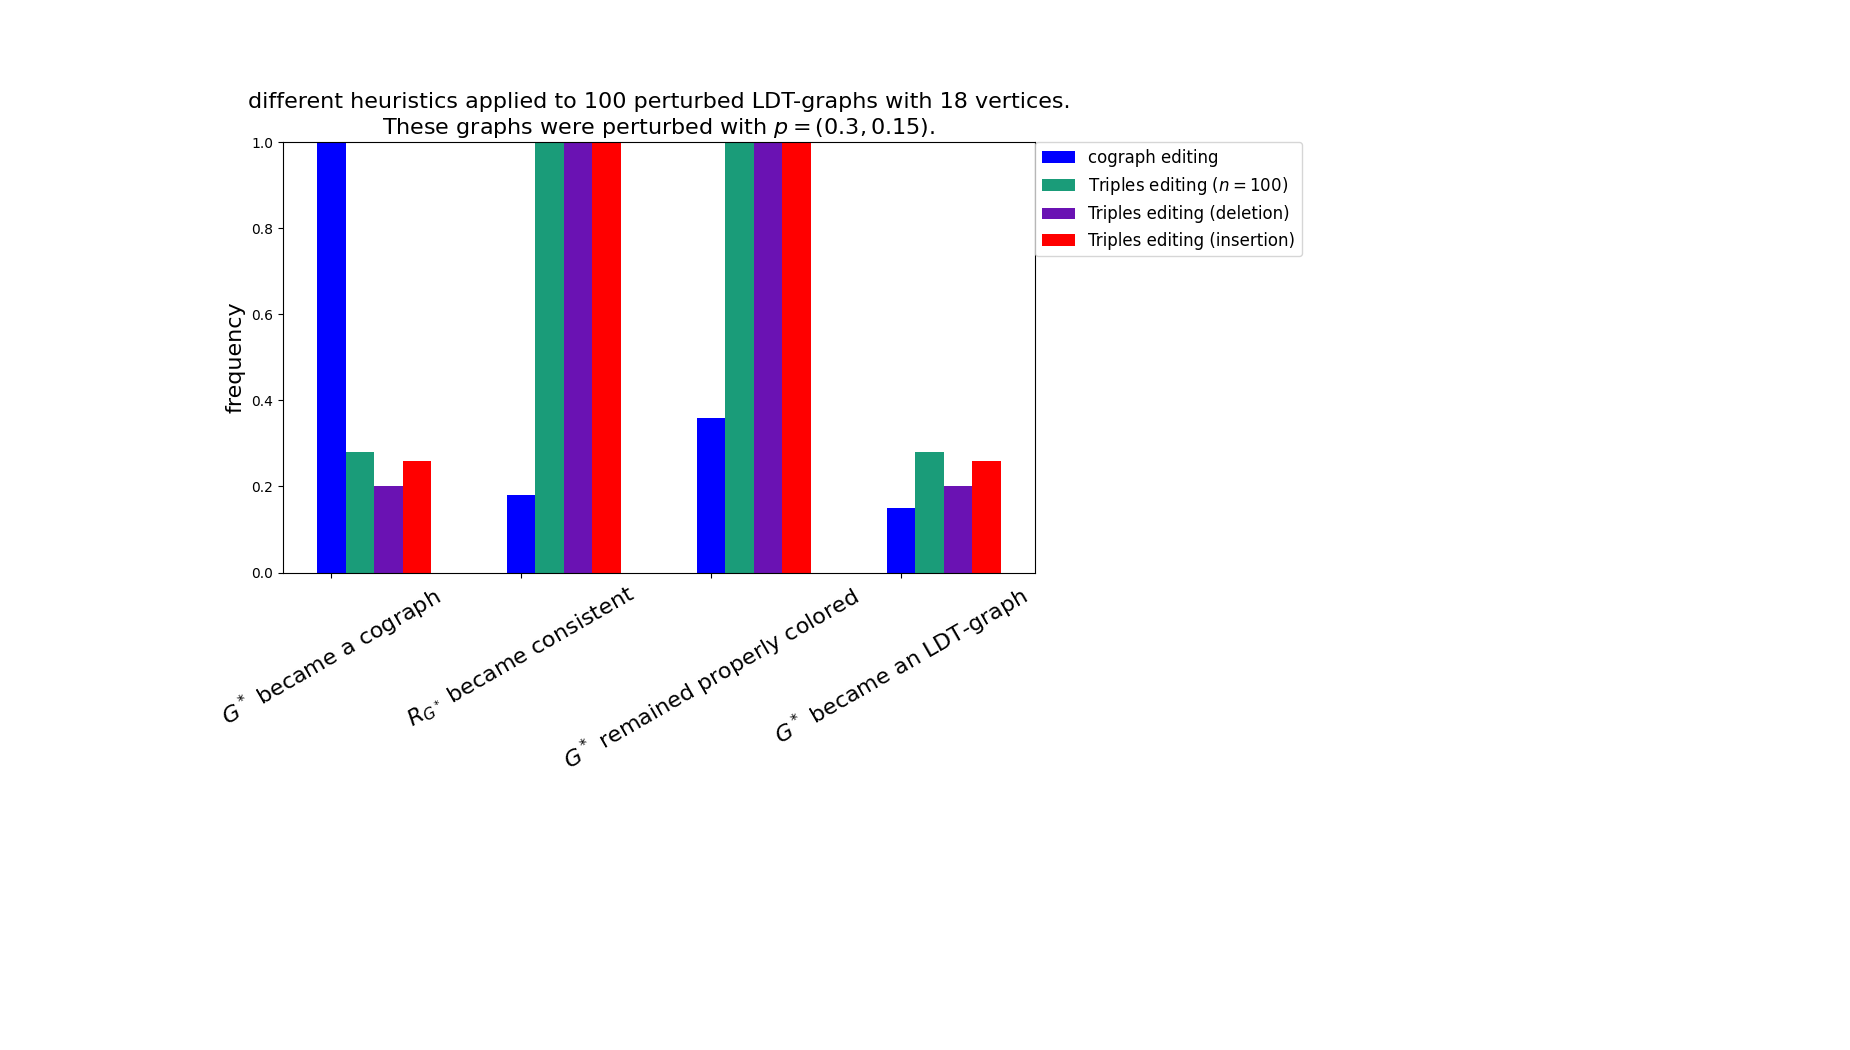 different heuristics applied to 100 perturbed LDT-graphs with 18 vertices.
These graphs were perturbed with p = (0.3, 0.15).
1.0
0.8
0.6
0.4
0.2
0.0
frequency
cograph editing
Triples editing (n = 100)
Triples editing (deletion)
Triples editing (insertion)
G* became a cograph
R_{G*} became consistent
G* remained properly colored
G* became an LDT-graph